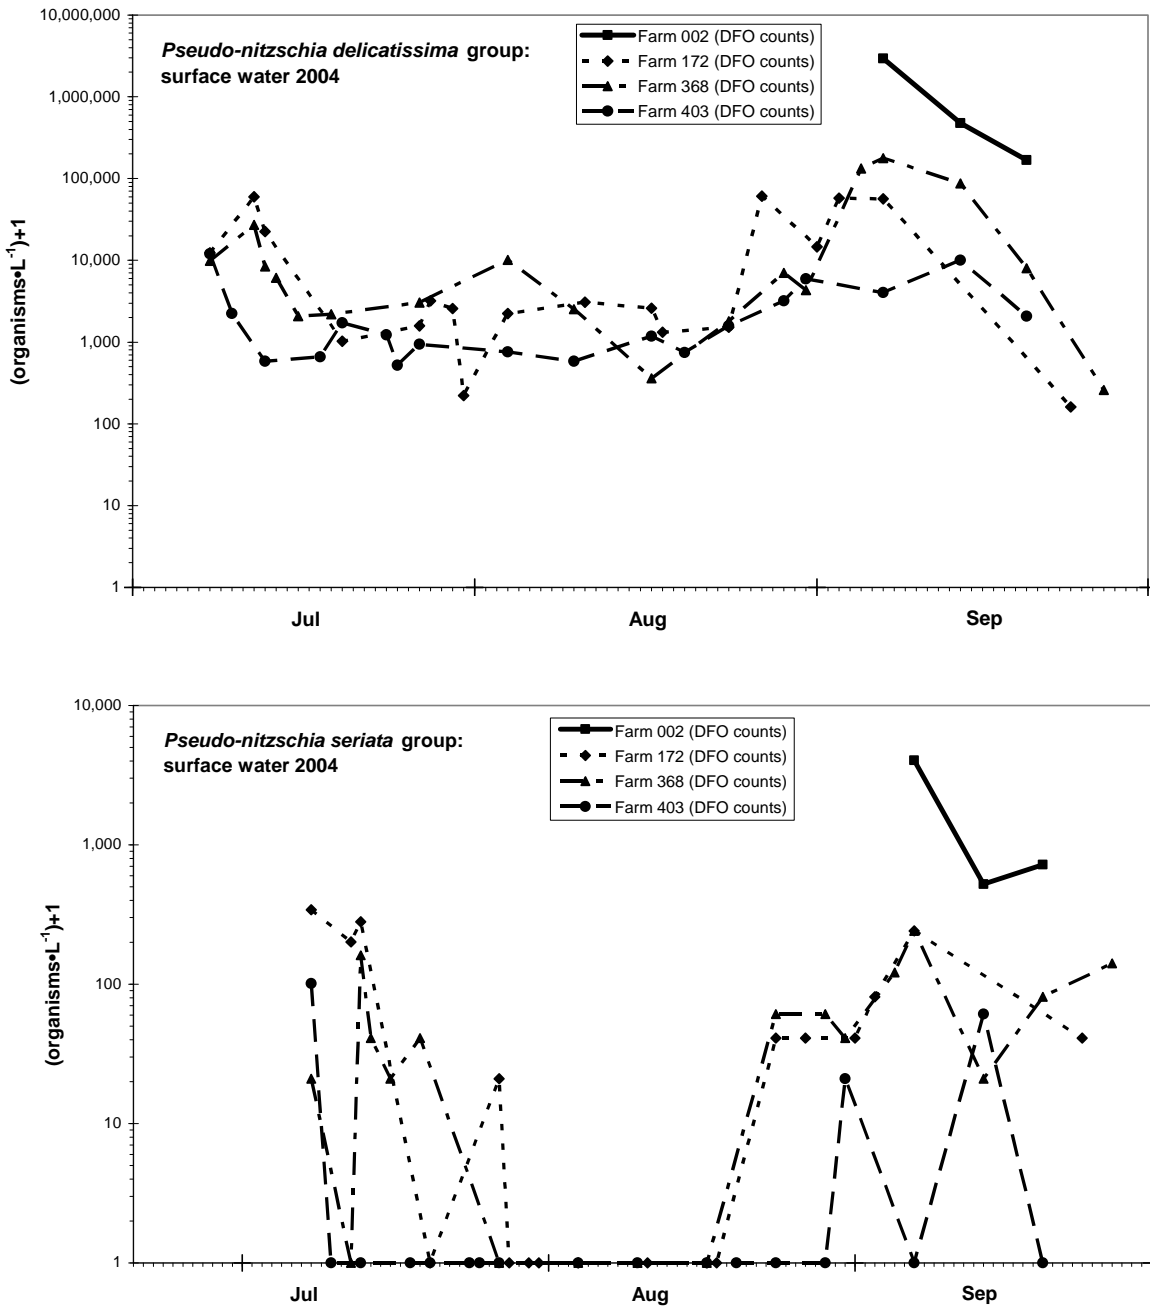 10,000,000
1,000,000
100,000
10,000
1,000
100
10
1
(organisms•L⁻¹)+1
Pseudo-nitzschia delicatissima group:
surface water 2004
Farm 002 (DFO counts)
Farm 172 (DFO counts)
Farm 368 (DFO counts)
Farm 403 (DFO counts)
Jul Aug Sep
10,000
1,000
100
10
1
(organisms•L⁻¹)+1
Pseudo-nitzschia seriata group:
surface water 2004
Farm 002 (DFO counts)
Farm 172 (DFO counts)
Farm 368 (DFO counts)
Farm 403 (DFO counts)
Jul Aug Sep